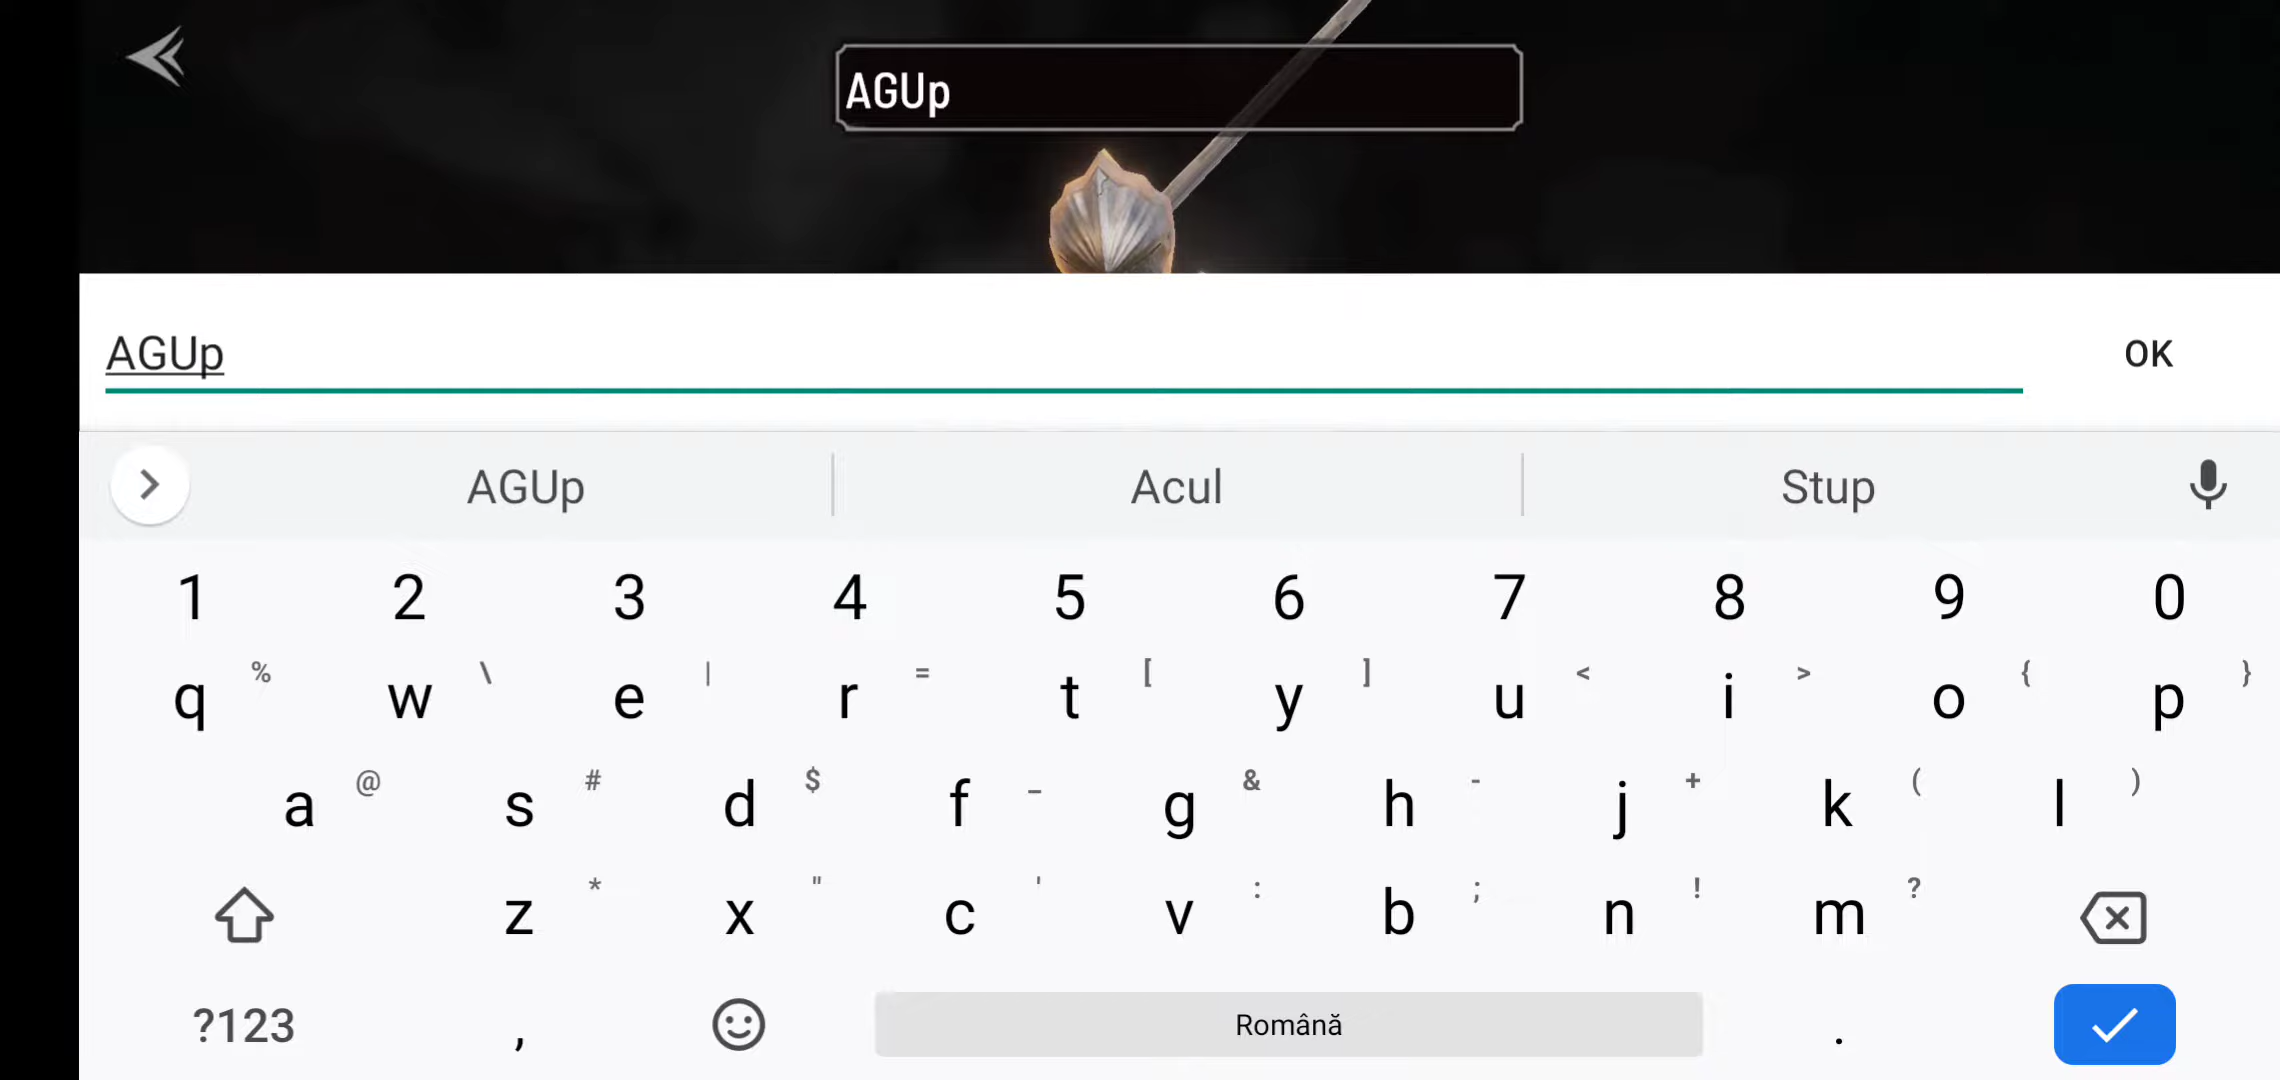 AGUp
AGUp OK
AGUp Acul Stup
1 2 3 4 5 6 7 8 9 0
q % w \ e | r = t [ y ] u < i > o { p }
a @ s # d $ f _ g & h - j + k ( l )
z * x " c ' v : b ; n ! m ?
?123 , Română .